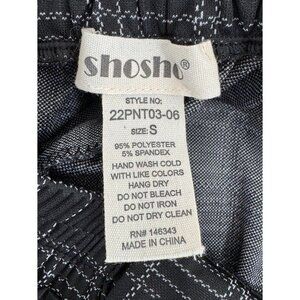 shosho®
STYLE NO:
22PNT03-06
SIZE: S
95% POLYESTER
5% SPANDEX
HAND WASH COLD
WITH LIKE COLORS
HANG DRY
DO NOT BLEACH
DO NOT IRON
DO NOT DRY CLEAN
RN# 146343
MADE IN CHINA